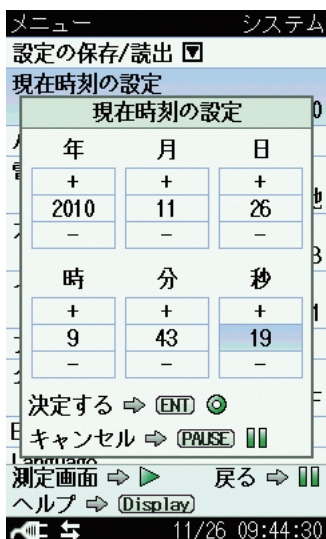 メニュー システム
設定の保存/読出 ▼
現在時刻の設定
現在時刻の設定
年 月 日
+ + +
2010 11 26
− − −
時 分 秒
+ + +
9 43 19
− − −
決定する ⇨ ENT ◎
キャンセル ⇨ PAUSE
Language
測定画面 ⇨ ▷ 戻る ⇨
ヘルプ ⇨ Display
11/26 09:44:30